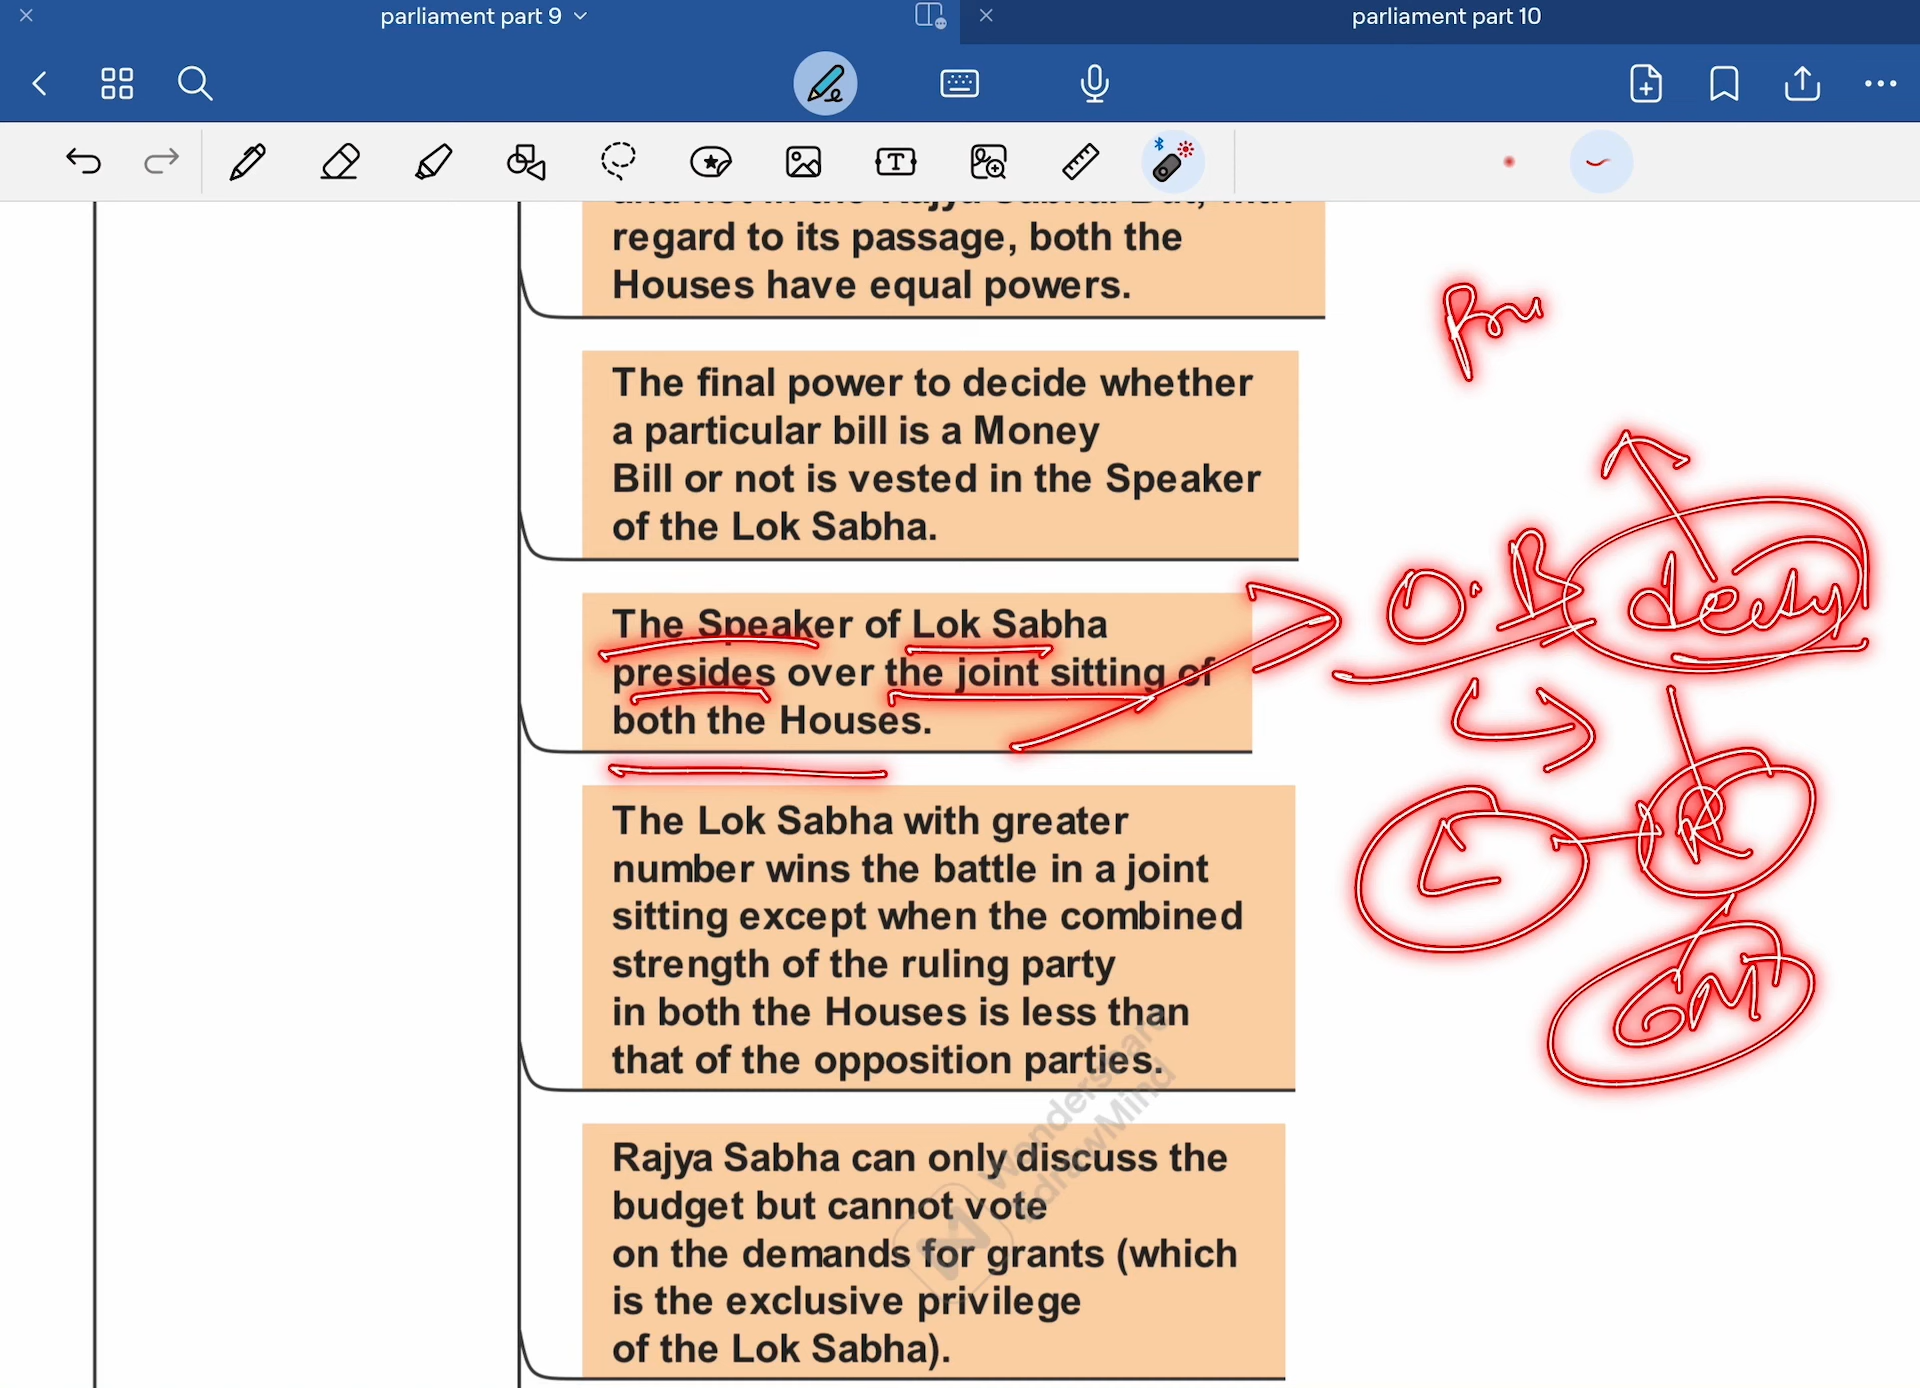 parliament part 9
parliament part 10
regard to its passage, both the
Houses have equal powers.
The final power to decide whether
a particular bill is a Money
Bill or not is vested in the Speaker
of the Lok Sabha.
The Speaker of Lok Sabha
presides over the joint sitting of
both the Houses.
O.B
L
R
The Lok Sabha with greater
number wins the battle in a joint
sitting except when the combined
strength of the ruling party
in both the Houses is less than
that of the opposition parties.
6M
Rajya Sabha can only discuss the
budget but cannot vote
on the demands for grants (which
is the exclusive privilege
of the Lok Sabha).
Wondershare
EdrawMind